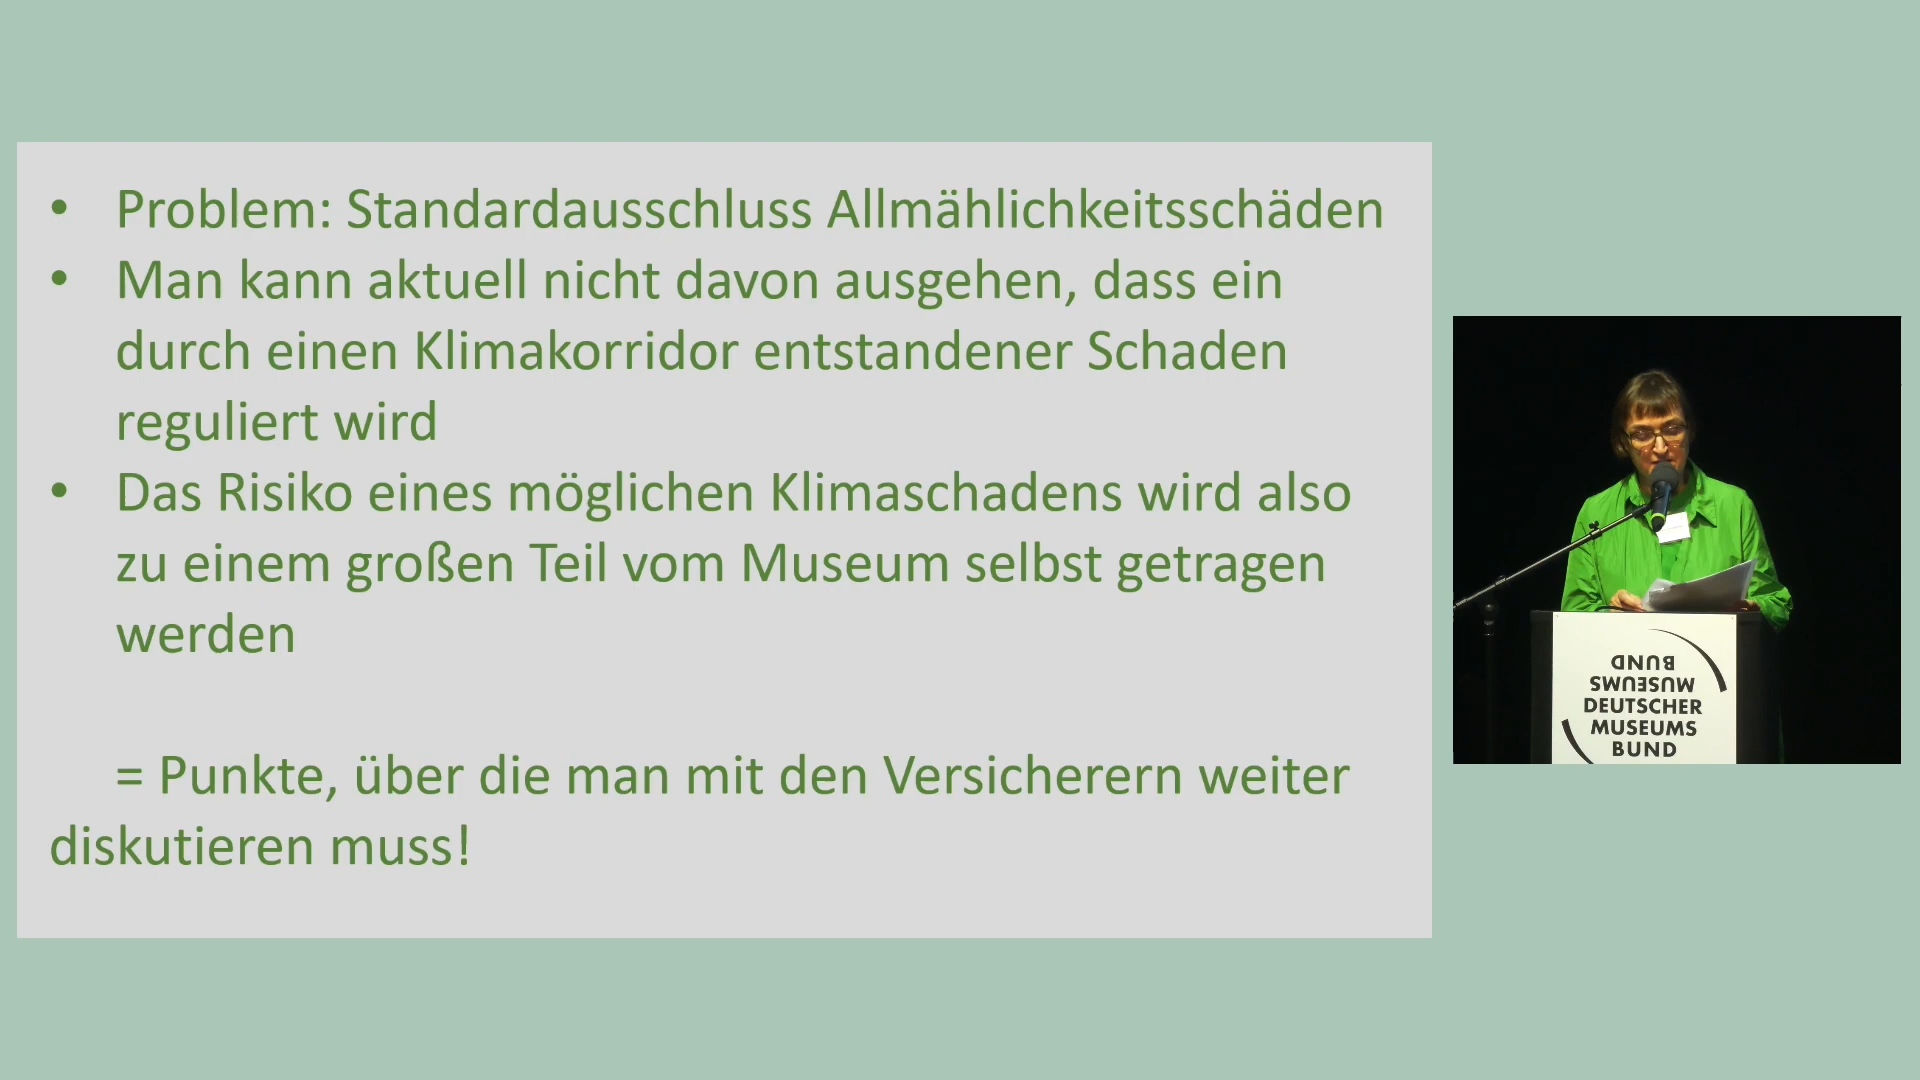 • Problem: Standardausschluss Allmählichkeitsschäden
• Man kann aktuell nicht davon ausgehen, dass ein
durch einen Klimakorridor entstandener Schaden
reguliert wird
• Das Risiko eines möglichen Klimaschadens wird also
zu einem großen Teil vom Museum selbst getragen
werden
= Punkte, über die man mit den Versicherern weiter
diskutieren muss!
BUND
MUSEUMS
DEUTSCHER
MUSEUMS
BUND